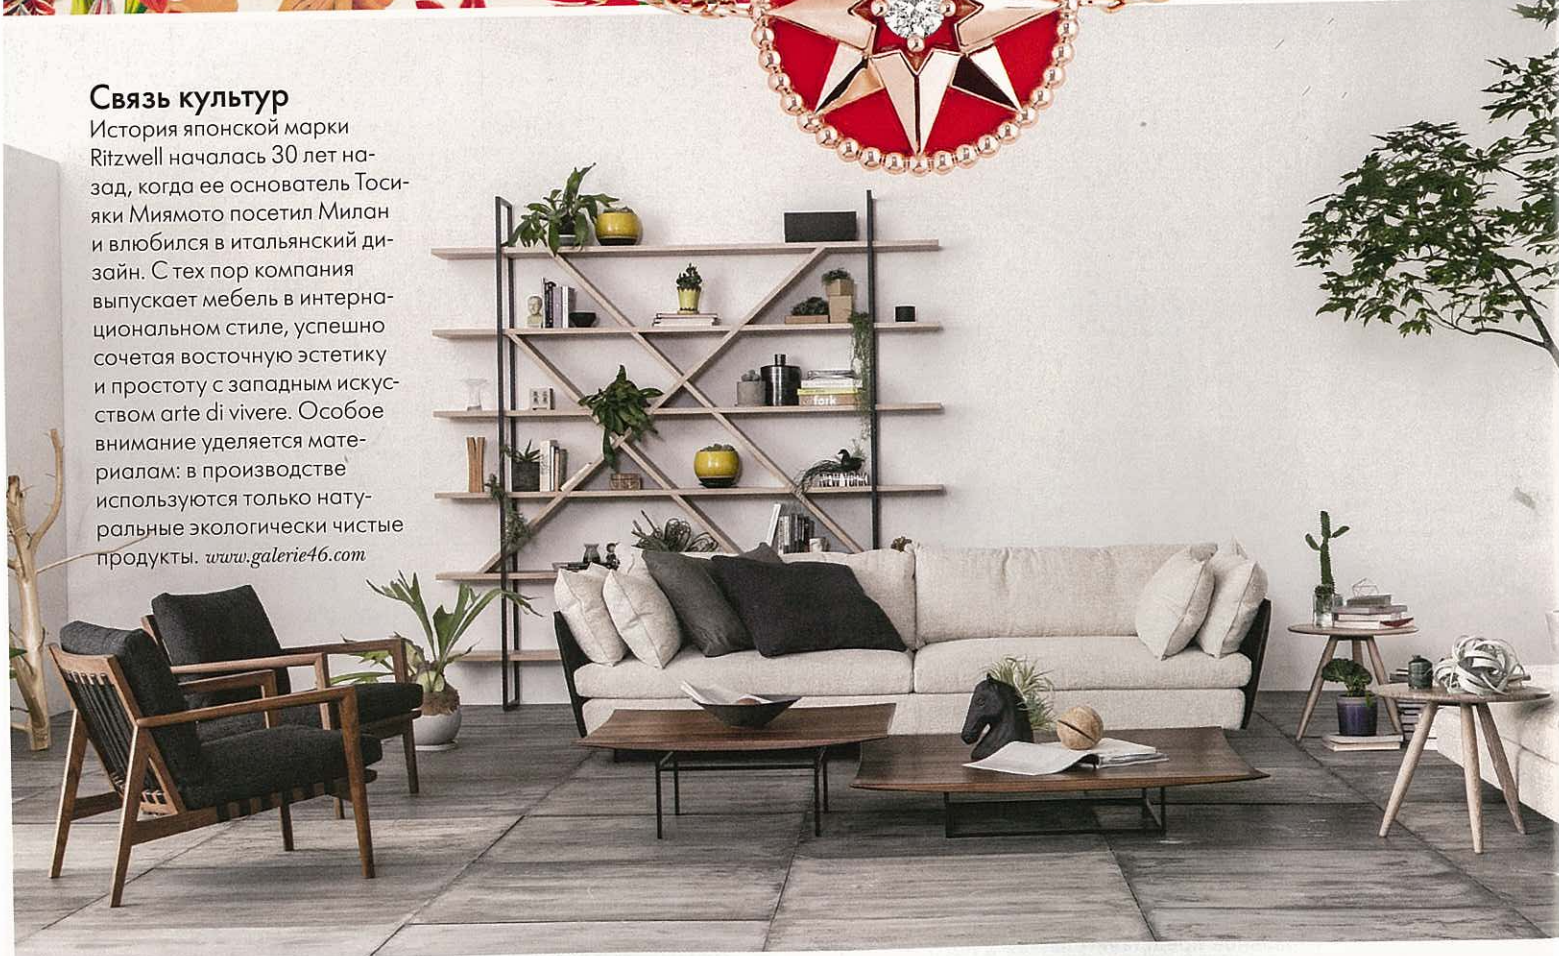 Связь культур
История японской марки
Ritzwell началась 30 лет на-
зад, когда ее основатель Тоси-
яки Миямото посетил Милан
и влюбился в итальянский ди-
зайн. С тех пор компания
выпускает мебель в интерна-
циональном стиле, успешно
сочетая восточную эстетику
и простоту с западным искус-
ством arte di vivere. Особое
внимание уделяется мате-
риалам: в производстве
используются только нату-
ральные экологически чистые
продукты. www.galerie46.com
fork
NEW YORK